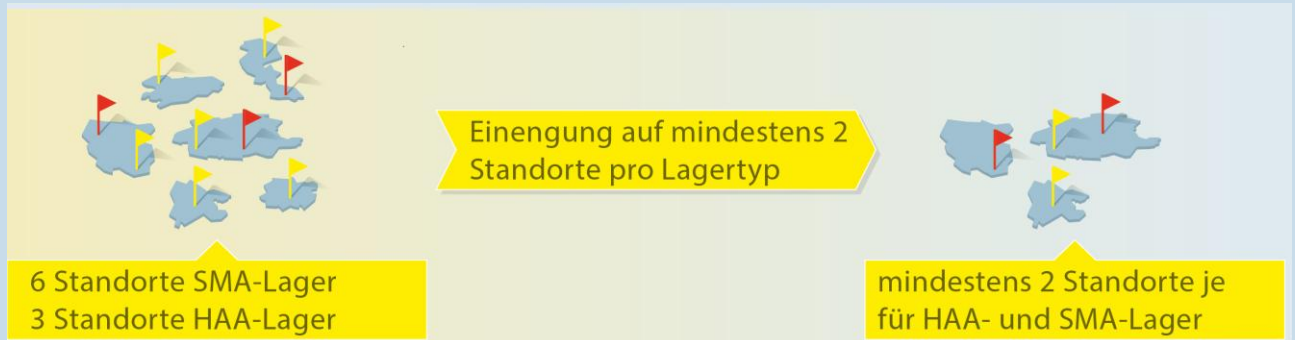 Einengung auf mindestens 2
Standorte pro Lagertyp
6 Standorte SMA-Lager
3 Standorte HAA-Lager
mindestens 2 Standorte je
für HAA- und SMA-Lager